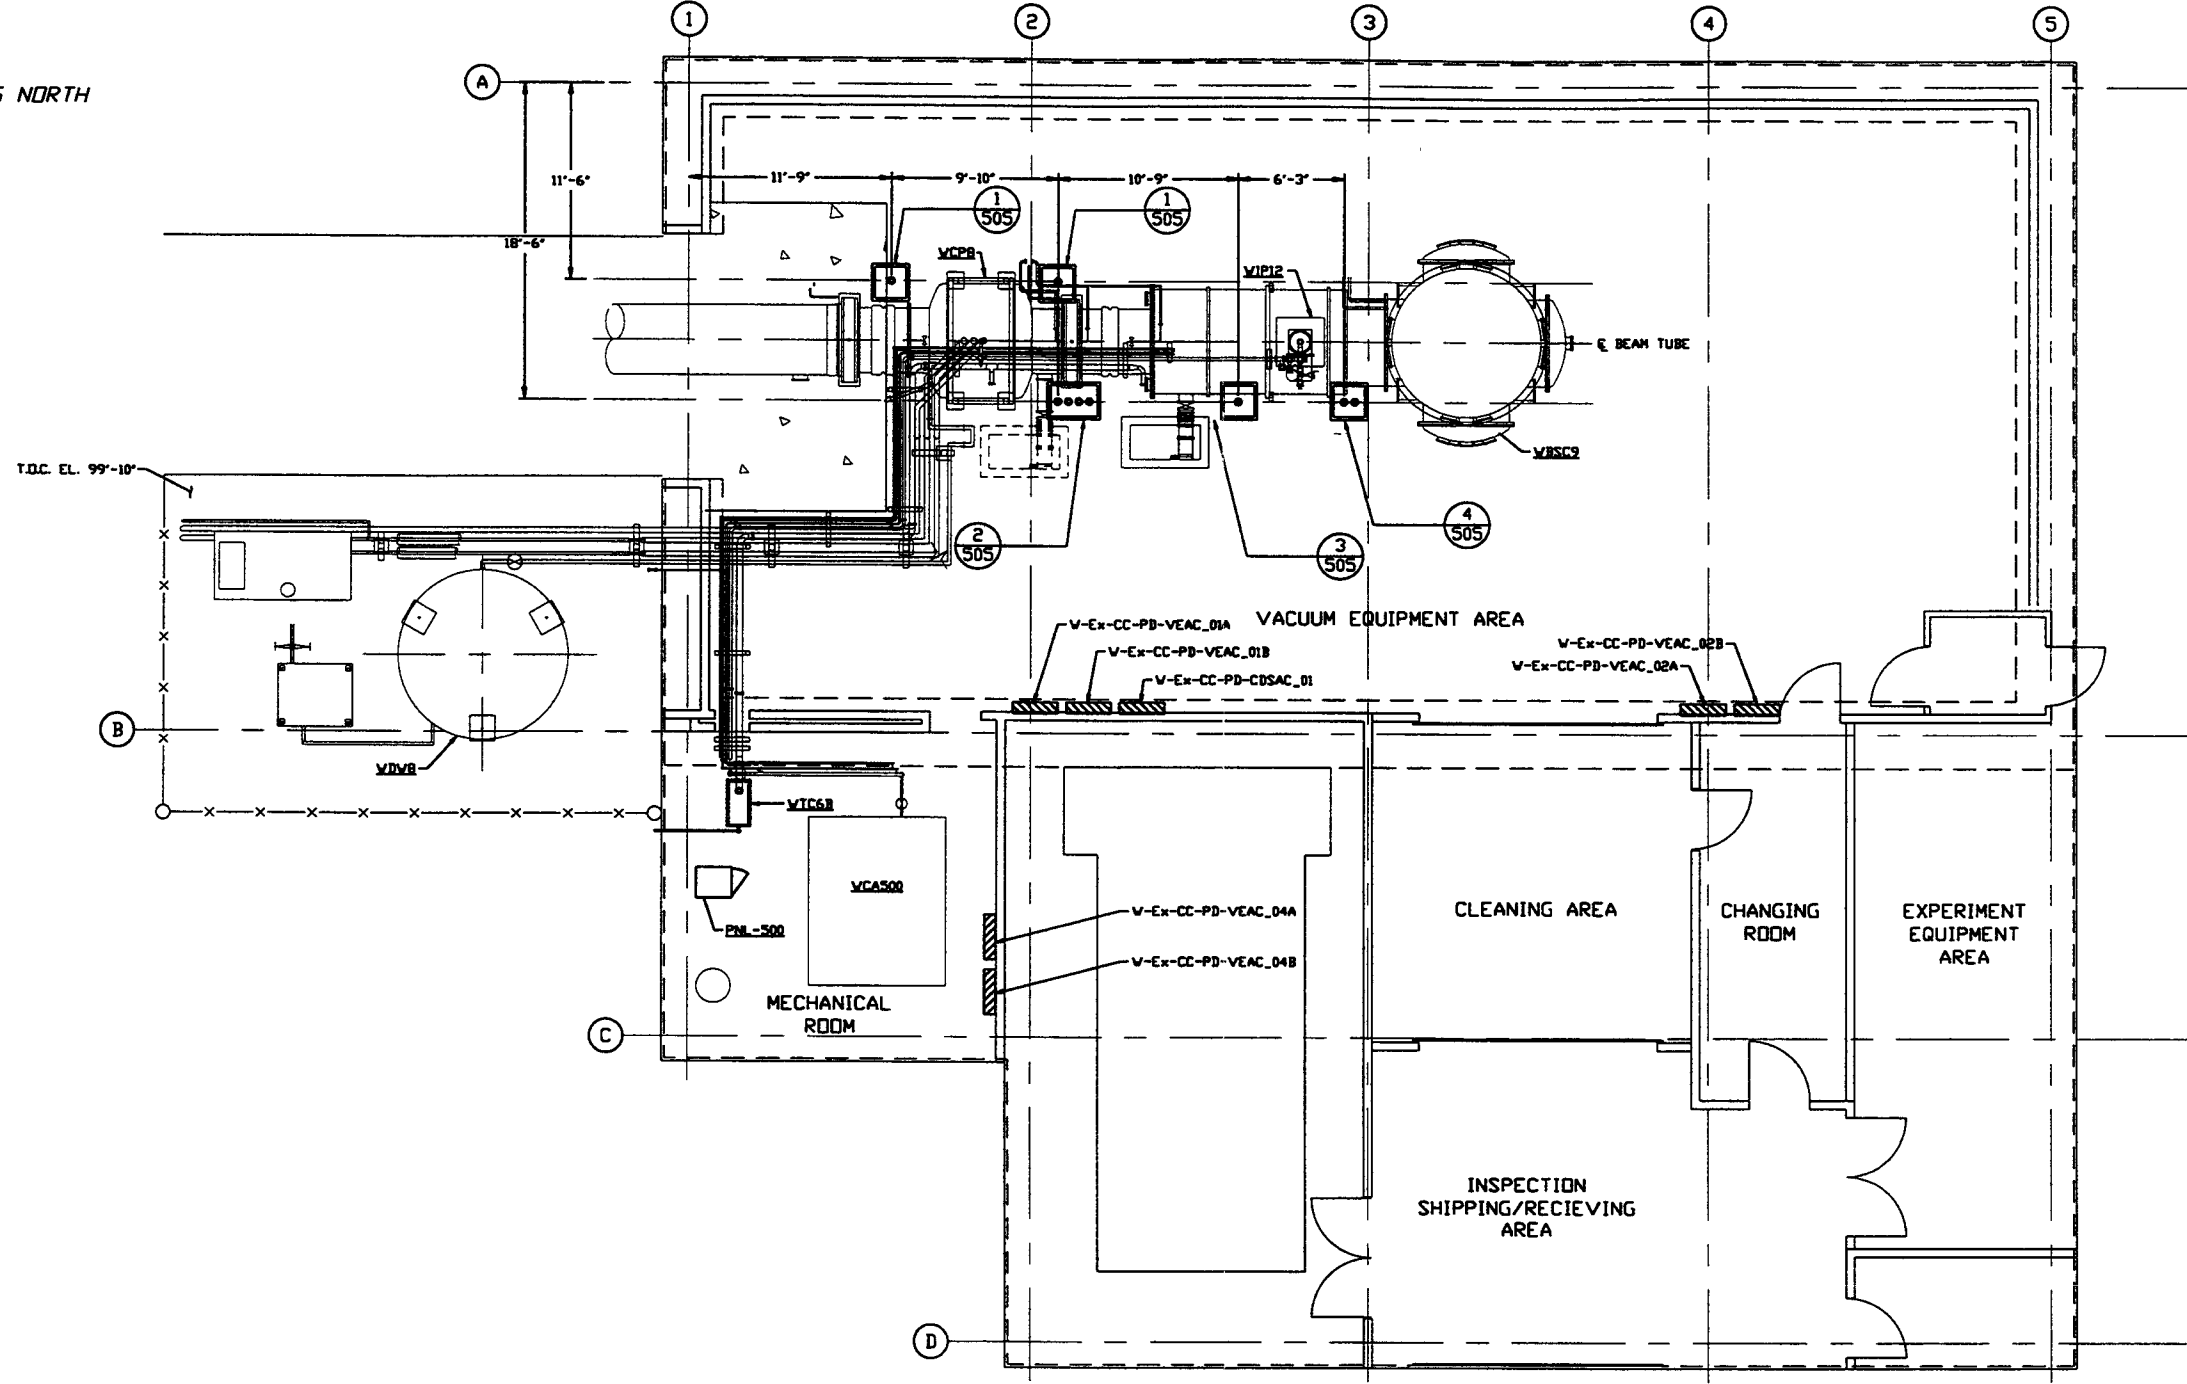 1
2
3
4
5
A
NORTH
11'-6"
11'-9"
9'-10"
10'-9"
6'-3"
1
505
1
505
18'-6"
WCP8
WIP12
℄ BEAM TUBE
WBSC9
T.O.C. EL. 99'-10"
2
505
3
505
4
505
VACUUM EQUIPMENT AREA
W-Ex-CC-PD-VEAC_01A
W-Ex-CC-PD-VEAC_01B
W-Ex-CC-PD-CDSAC_01
W-Ex-CC-PD-VEAC_02B
W-Ex-CC-PD-VEAC_02A
B
WDW8
WTC6B
WCA500
PNL-500
W-Ex-CC-PD-VEAC_04A
W-Ex-CC-PD-VEAC_04B
CLEANING AREA
CHANGING
ROOM
EXPERIMENT
EQUIPMENT
AREA
MECHANICAL
ROOM
C
INSPECTION
SHIPPING/RECIEVING
AREA
D